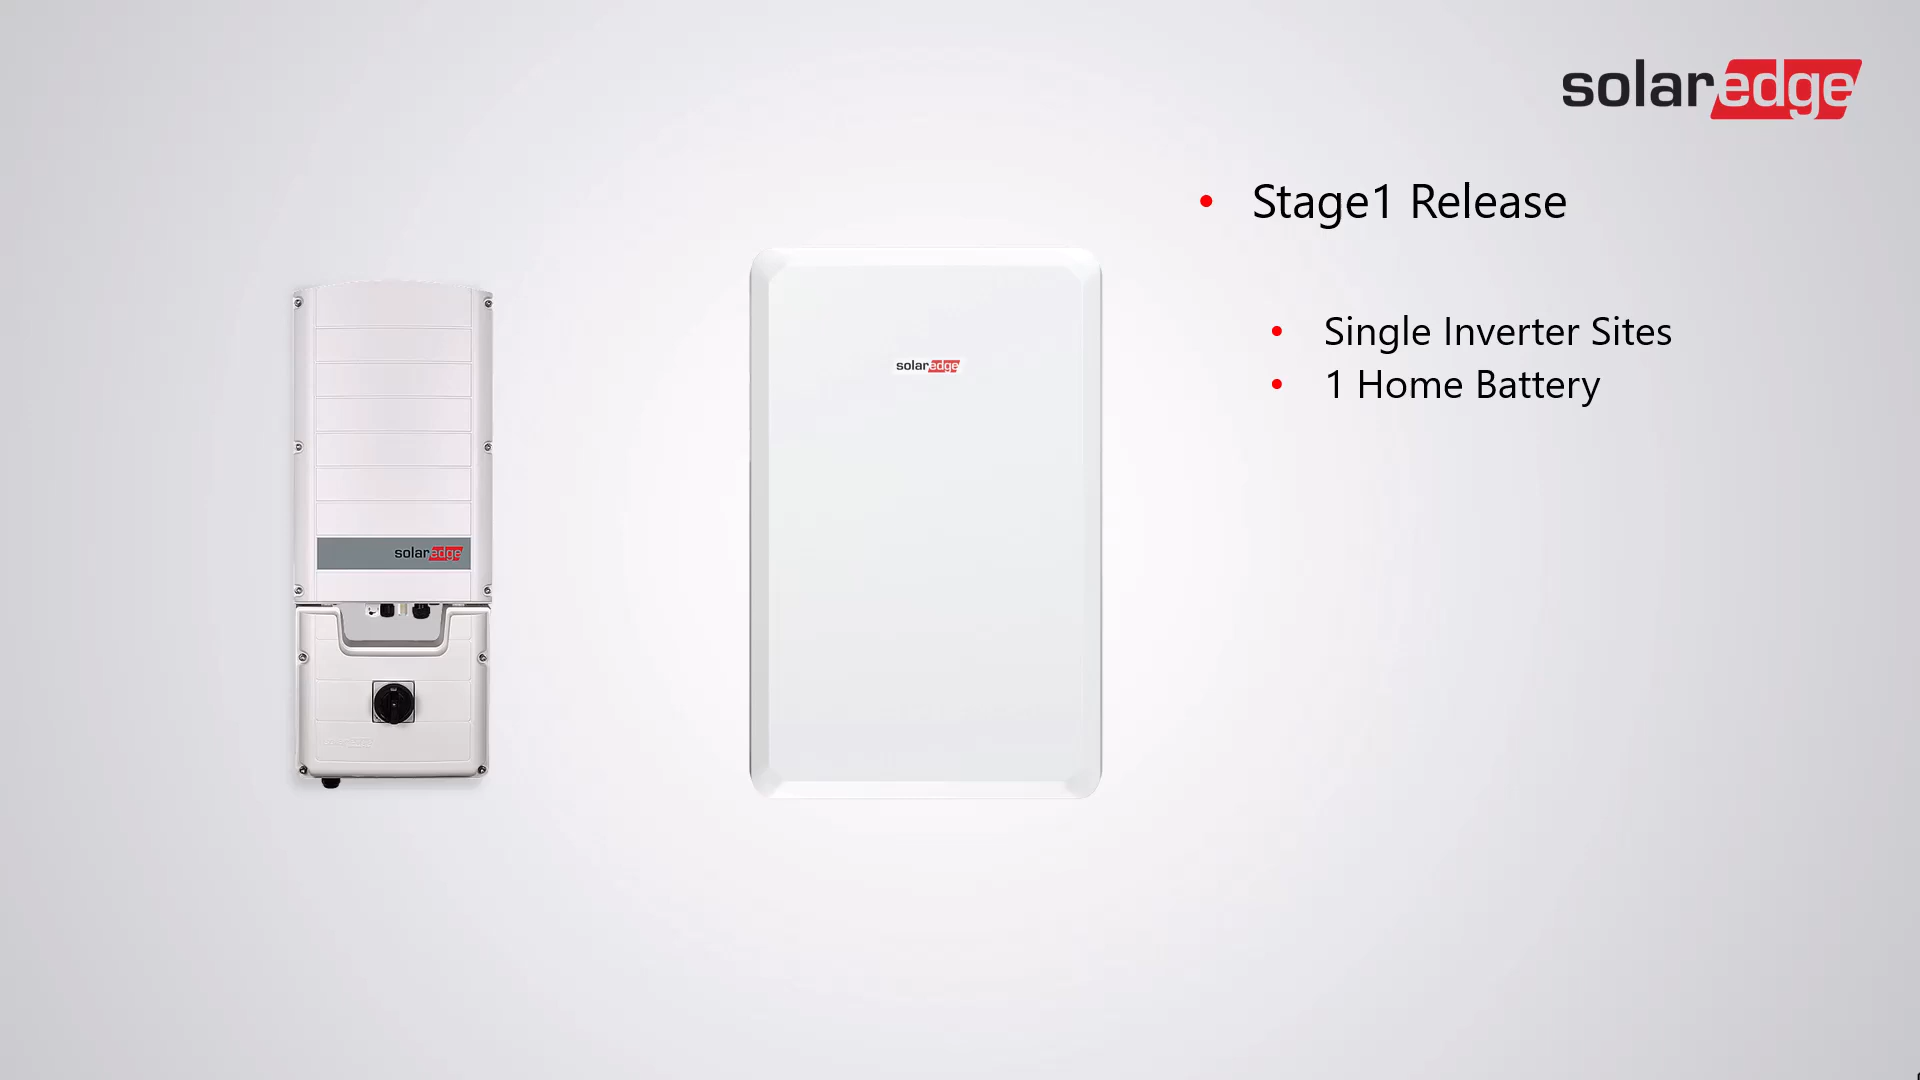 solaredge
Stage1 Release
Single Inverter Sites
1 Home Battery
solaredge
solaredge